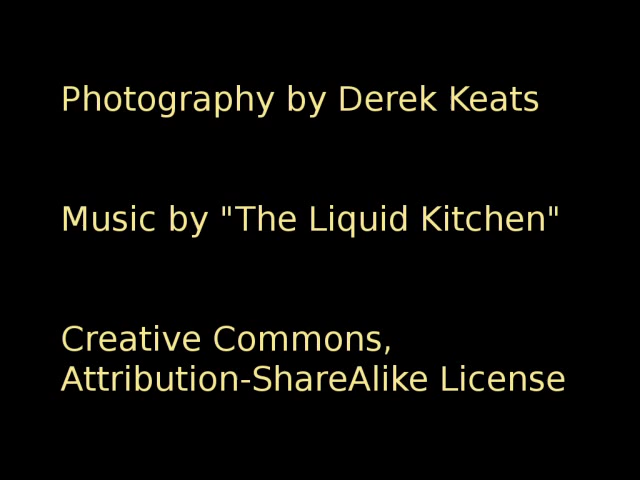 Photography by Derek Keats
Music by "The Liquid Kitchen"
Creative Commons,
Attribution-ShareAlike License